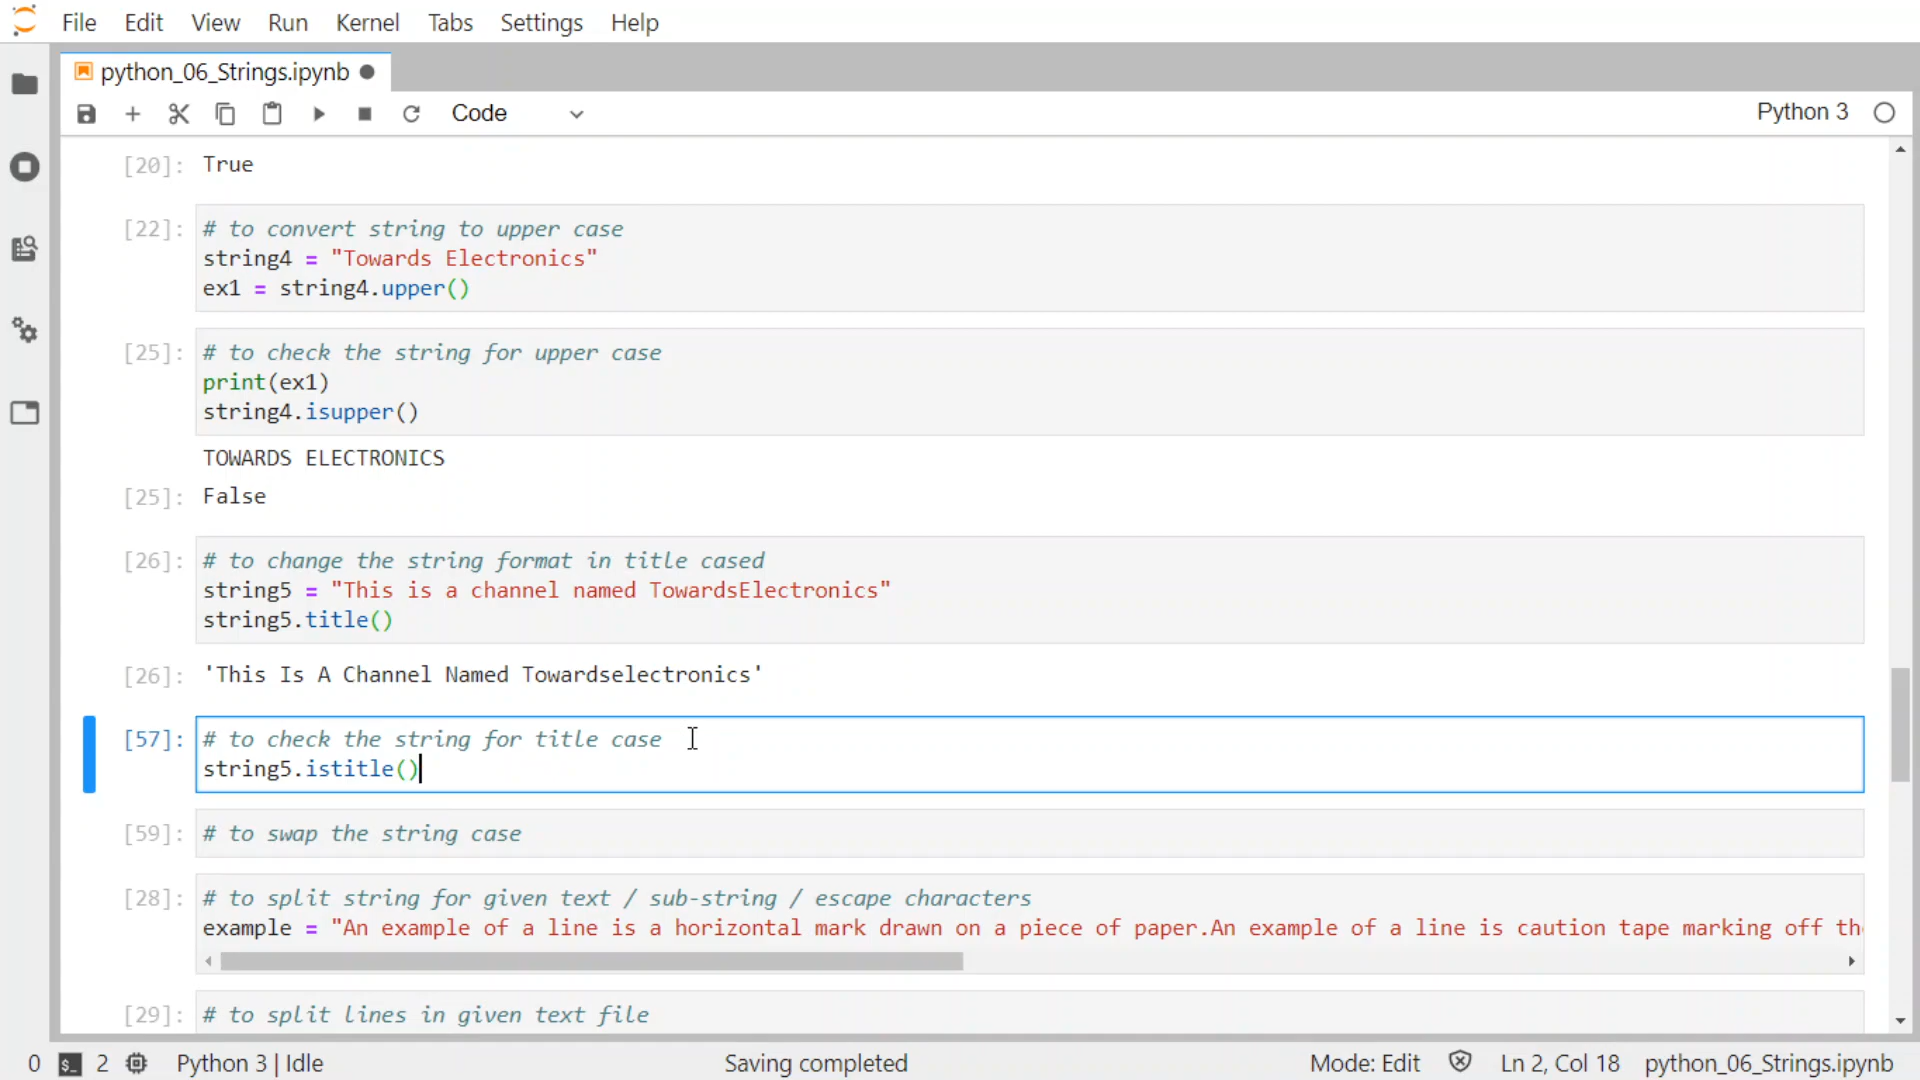 File Edit View Run Kernel Tabs Settings Help
python_06_Strings.ipynb
Code
Python 3
[20]: True
[22]: # to convert string to upper case
string4 = "Towards Electronics"
ex1 = string4.upper()
[25]: # to check the string for upper case
print(ex1)
string4.isupper()
TOWARDS ELECTRONICS
[25]: False
[26]: # to change the string format in title cased
string5 = "This is a channel named TowardsElectronics"
string5.title()
[26]: 'This Is A Channel Named Towardselectronics'
[57]: # to check the string for title case
string5.istitle()
[59]: # to swap the string case
[28]: # to split string for given text / sub-string / escape characters
example = "An example of a line is a horizontal mark drawn on a piece of paper.An example of a line is caution tape marking off th
[29]: # to split lines in given text file
0 $_ 2 Python 3 | Idle Saving completed Mode: Edit Ln 2, Col 18 python_06_Strings.ipynb